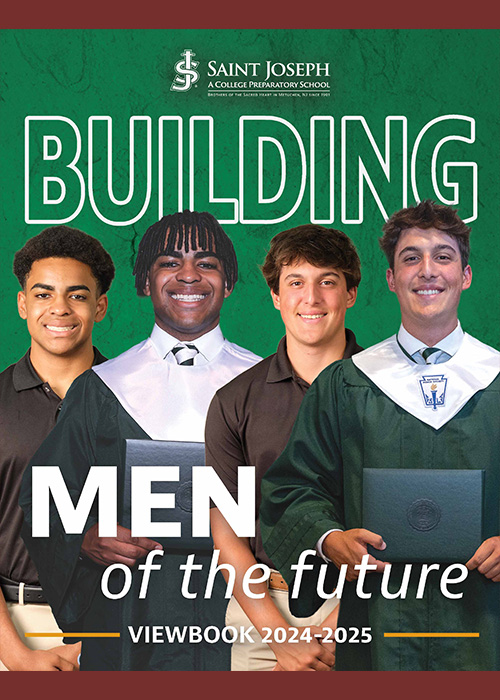 SAINT JOSEPH
A COLLEGE PREPARATORY SCHOOL
BROTHERS OF THE SACRED HEART IN METUCHEN, NJ SINCE 1961
BUILDING
MEN
of the future
VIEWBOOK 2024-2025